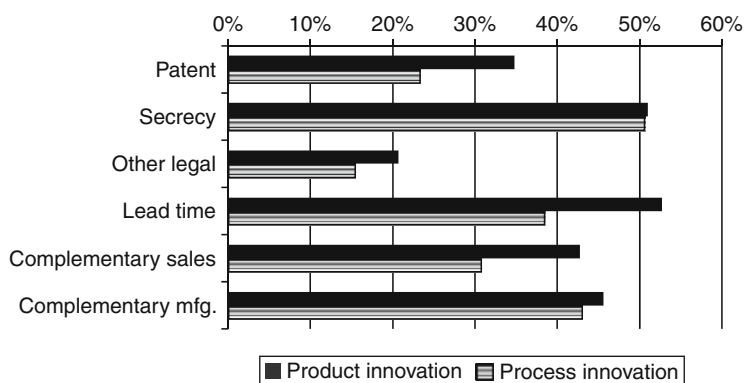 0% 10% 20% 30% 40% 50% 60%
Patent
Secrecy
Other legal
Lead time
Complementary sales
Complementary mfg.
Product innovation Process innovation